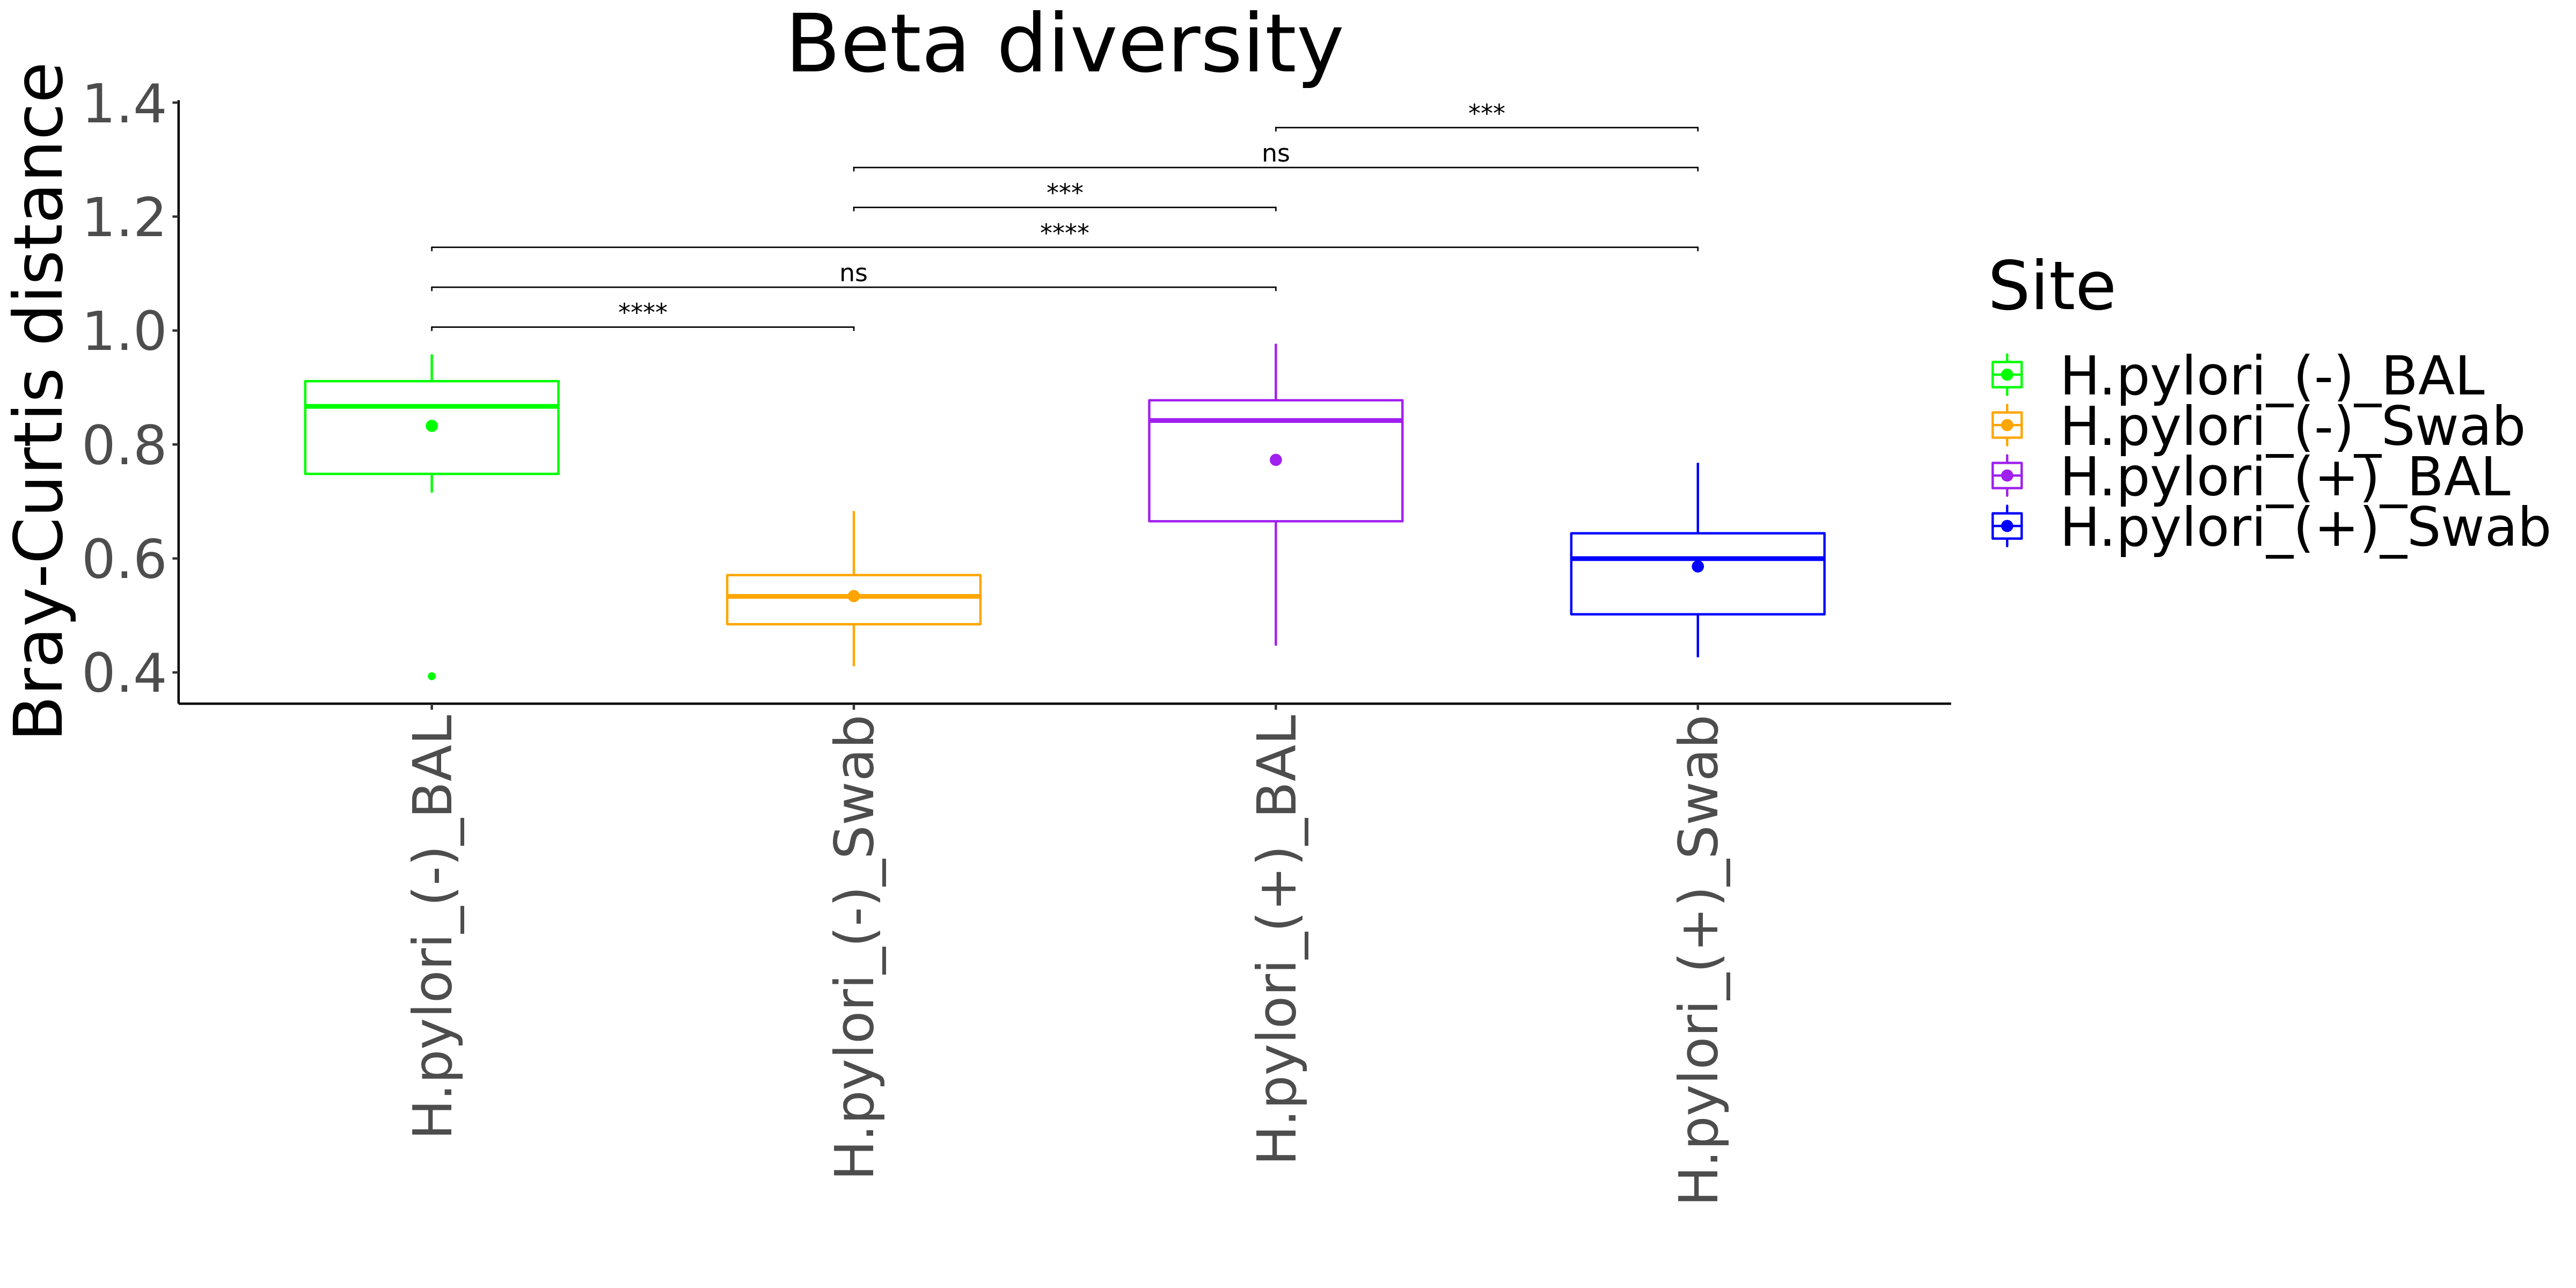 Beta diversity
Bray-Curtis distance
1.4
1.2
1.0
0.8
0.6
0.4
***
ns
***
****
ns
****
H.pylori_(-)_BAL
H.pylori_(-)_Swab
H.pylori_(+)_BAL
H.pylori_(+)_Swab
Site
H.pylori_(-)_BAL
H.pylori_(-)_Swab
H.pylori_(+)_BAL
H.pylori_(+)_Swab